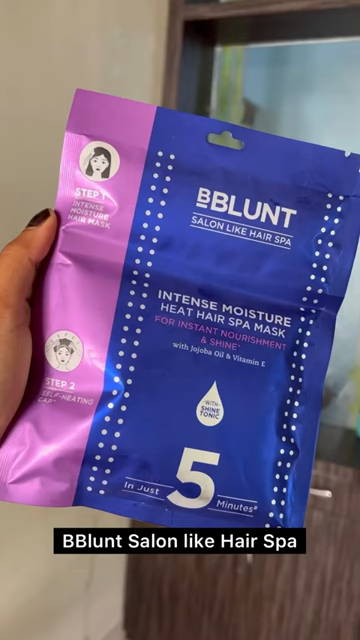 BBLUNT
SALON LIKE HAIR SPA
STEP 1
INTENSE
MOISTURE
HAIR MASK
INTENSE MOISTURE
HEAT HAIR SPA MASK
FOR INSTANT NOURISHMENT
& SHINE*
with Jojoba Oil & Vitamin E
STEP 2
SELF-HEATING
CAP
WITH
SHINE
TONIC
In Just 5 Minutes#
BBlunt Salon like Hair Spa